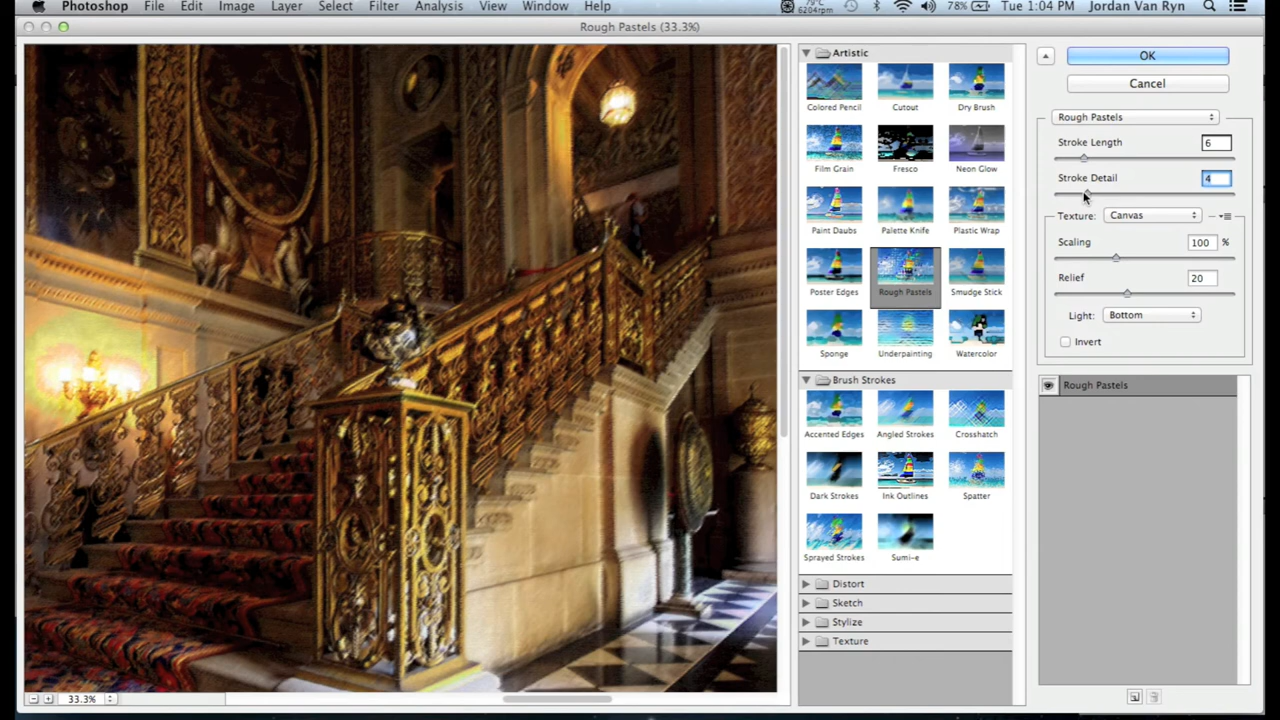 Photoshop File Edit Image Layer Select Filter Analysis View Window Help 79°C 6204rpm 78% Tue 1:04 PM Jordan Van Ryn
Rough Pastels (33.3%)
Artistic
Colored Pencil Cutout Dry Brush
Film Grain Fresco Neon Glow
Paint Daubs Palette Knife Plastic Wrap
Poster Edges Rough Pastels Smudge Stick
Sponge Underpainting Watercolor
Brush Strokes
Accented Edges Angled Strokes Crosshatch
Dark Strokes Ink Outlines Spatter
Sprayed Strokes Sumi-e
Distort
Sketch
Stylize
Texture
OK
Cancel
Rough Pastels
Stroke Length 6
Stroke Detail 4
Texture: Canvas
Scaling 100 %
Relief 20
Light: Bottom
Invert
Rough Pastels
33.3%